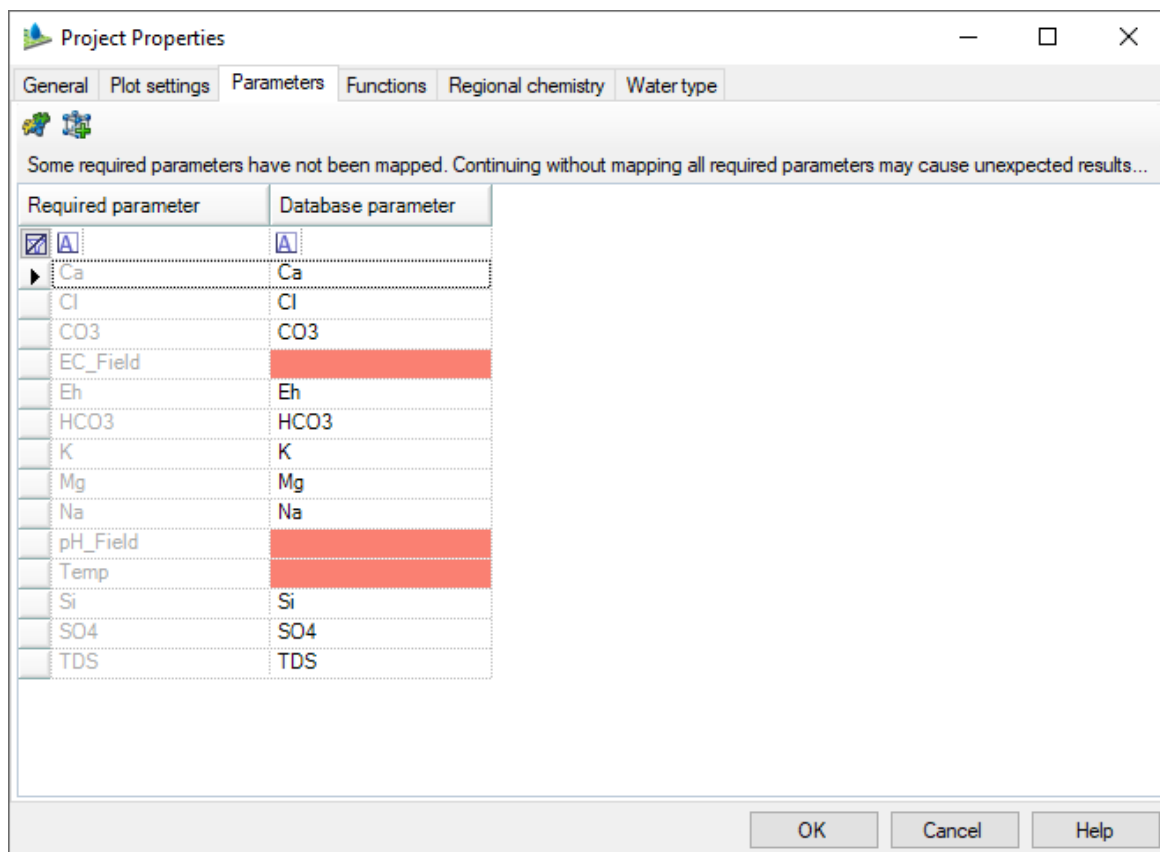 Project Properties
General Plot settings Parameters Functions Regional chemistry Water type
Some required parameters have not been mapped. Continuing without mapping all required parameters may cause unexpected results...
Required parameter Database parameter
A A
Ca Ca
Cl Cl
CO3 CO3
EC_Field
Eh Eh
HCO3 HCO3
K K
Mg Mg
Na Na
pH_Field
Temp
Si Si
SO4 SO4
TDS TDS
OK Cancel Help